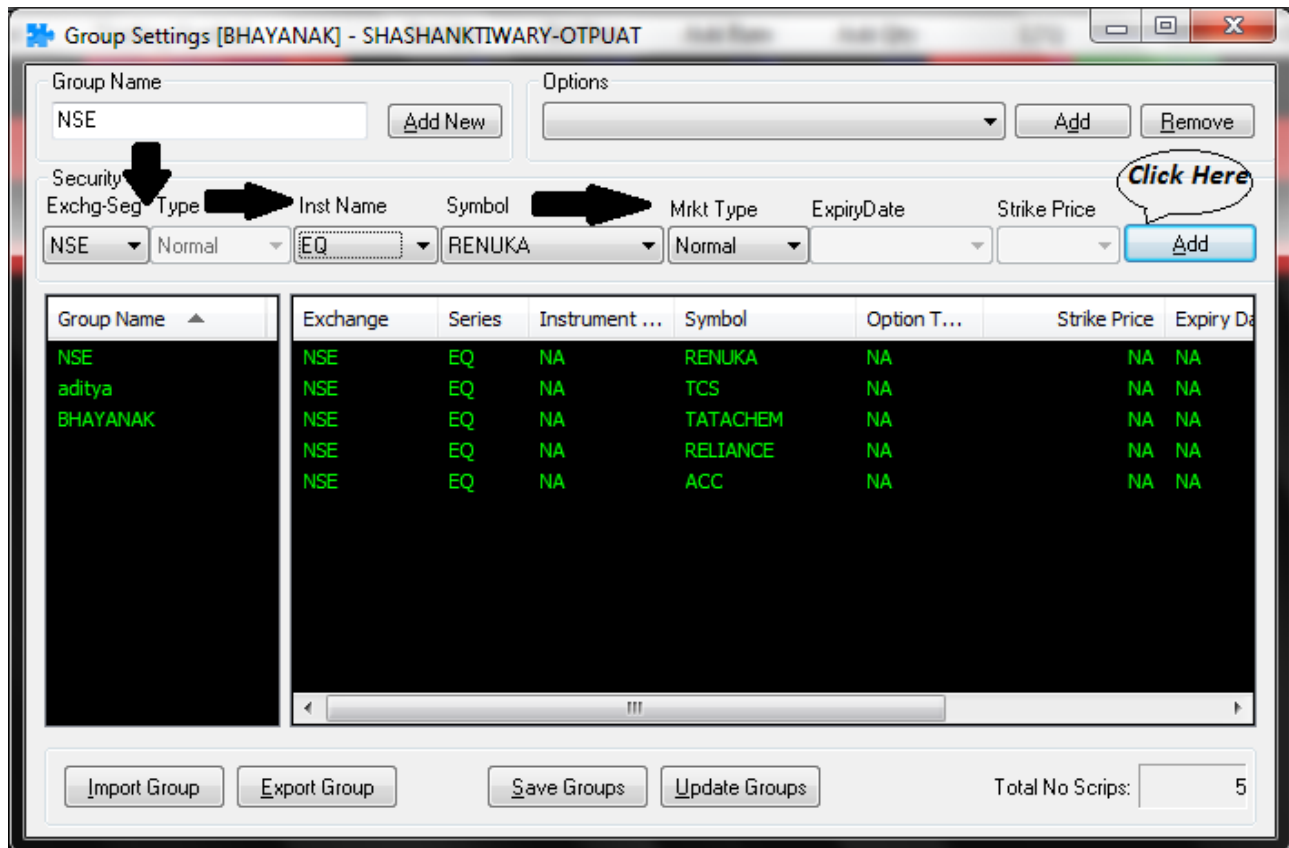 Group Settings [BHAYANAK] - SHASHANKTIWARY-OTPUAT
Group Name Options
NSE Add New Add Remove
Security
Click Here
Exchg-Seg Type Inst Name Symbol Mrkt Type ExpiryDate Strike Price
NSE Normal EQ RENUKA Normal Add
Group Name Exchange Series Instrument ... Symbol Option T... Strike Price Expiry Da
NSE NSE EQ NA RENUKA NA NA NA
aditya NSE EQ NA TCS NA NA NA
BHAYANAK NSE EQ NA TATACHEM NA NA NA
NSE EQ NA RELIANCE NA NA NA
NSE EQ NA ACC NA NA NA
Import Group Export Group Save Groups Update Groups Total No Scrips: 5